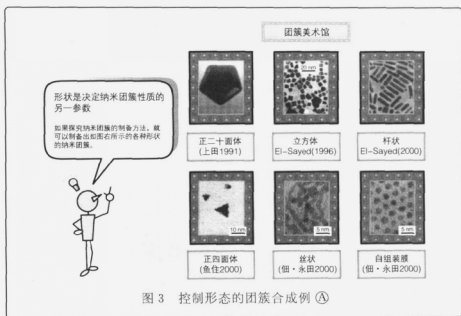 团簇美术馆
形状是决定纳米团簇性质的
另一参数
如果探究纳米团簇的制备方法，就
可以制备出如图右所示的各种形状
的纳米团簇。
20 nm
正二十面体
(上田1991)
立方体
El-Sayed(1996)
杆状
El-Sayed(2000)
10 nm
5 nm
5 nm
正四面体
(鱼住2000)
丝状
(佃·永田2000)
自组装膜
(佃·永田2000)
图 3 控制形态的团簇合成例 Ⓐ